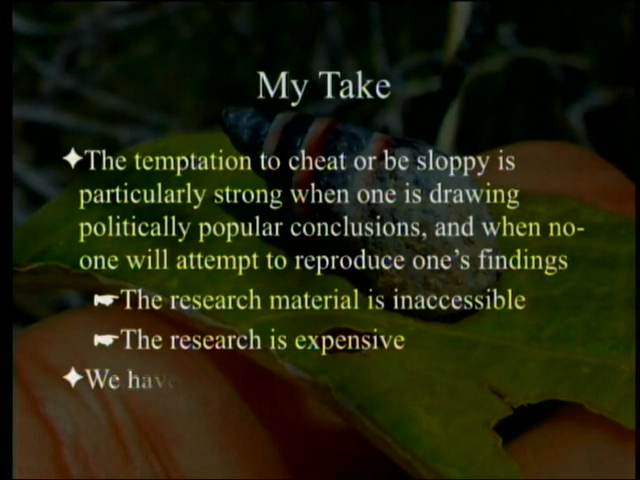 My Take
✦The temptation to cheat or be sloppy is
particularly strong when one is drawing
politically popular conclusions, and when no-
one will attempt to reproduce one's findings
☛The research material is inaccessible
☛The research is expensive
✦We have